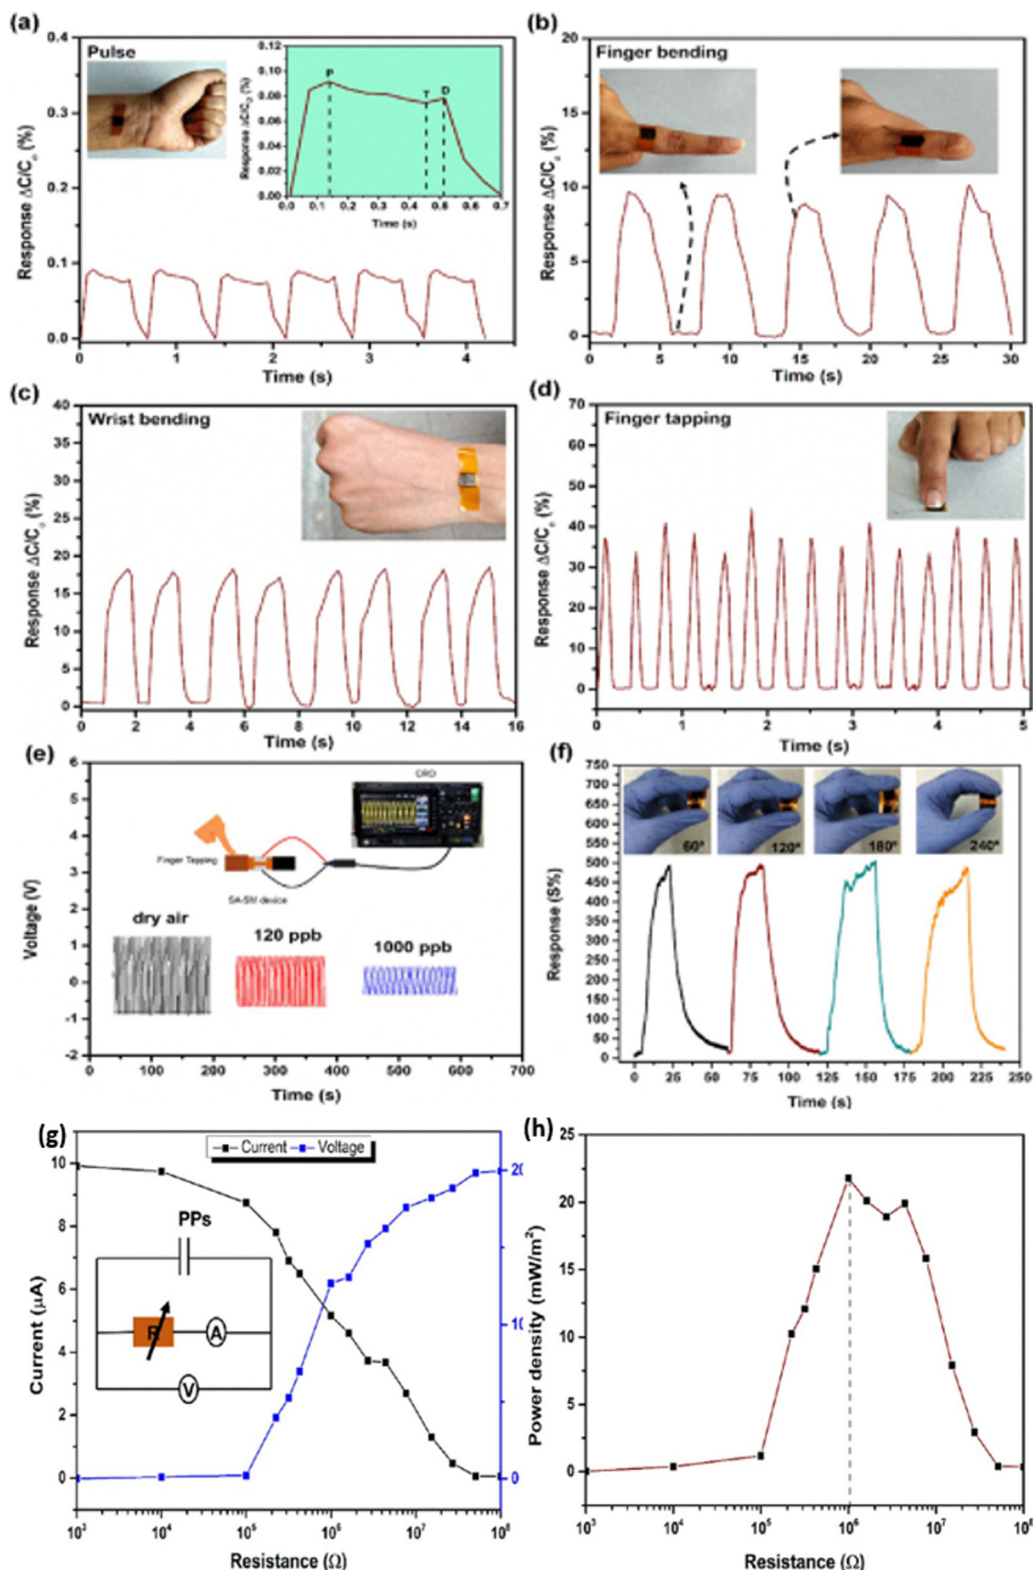 (a)
Pulse
Response ΔC/C₀ (%)
0.4
0.3
0.2
0.1
0.0
0 1 2 3 4
Time (s)
Response ΔC/C₀ (%)
0.12
0.10
0.08
0.06
0.04
0.02
0.00
P
T
D
0.0 0.1 0.2 0.3 0.4 0.5 0.6 0.7
Time (s)
(b)
Finger bending
Response ΔC/C₀ (%)
20
15
10
5
0
0 5 10 15 20 25 30
Time (s)
(c)
Wrist bending
Response ΔC/C₀ (%)
40
35
30
25
20
15
10
5
0
0 2 4 6 8 10 12 14 16
Time (s)
(d)
Finger tapping
Response ΔC/C₀ (%)
70
60
50
40
30
20
10
0
0 1 2 3 4 5
Time (s)
(e)
Voltage (V)
6
5
4
3
2
1
0
-1
-2
Finger Tapping
SA-SM device
dry air
120 ppb
1000 ppb
0 100 200 300 400 500 600 700
Time (s)
(f)
Response (S%)
750
700
650
600
550
500
450
400
350
300
250
200
150
100
50
0
60°
120°
180°
240°
0 25 50 75 100 125 150 175 200 225 250
Time (s)
(g)
Current
Voltage
Current (μA)
10
8
6
4
2
0
PPs
R
A
V
20
10
0
10³ 10⁴ 10⁵ 10⁶ 10⁷ 10⁸
Resistance (Ω)
(h)
Power density (mW/m²)
25
20
15
10
5
0
10³ 10⁴ 10⁵ 10⁶ 10⁷ 10⁸
Resistance (Ω)